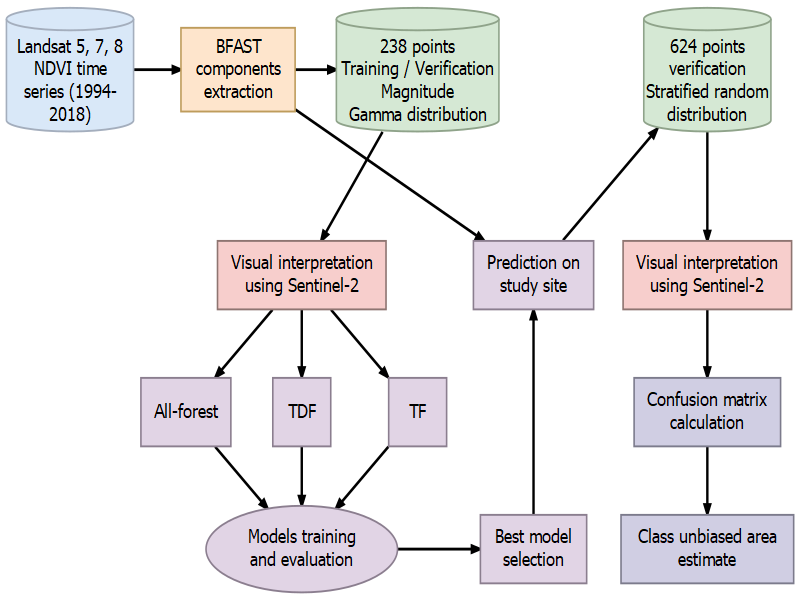 Landsat 5, 7, 8
NDVI time
series (1994-
2018)
BFAST
components
extraction
238 points
Training / Verification
Magnitude
Gamma distribution
624 points
verification
Stratified random
distribution
Visual interpretation
using Sentinel-2
Prediction on
study site
Visual interpretation
using Sentinel-2
All-forest
TDF
TF
Confusion matrix
calculation
Models training
and evaluation
Best model
selection
Class unbiased area
estimate